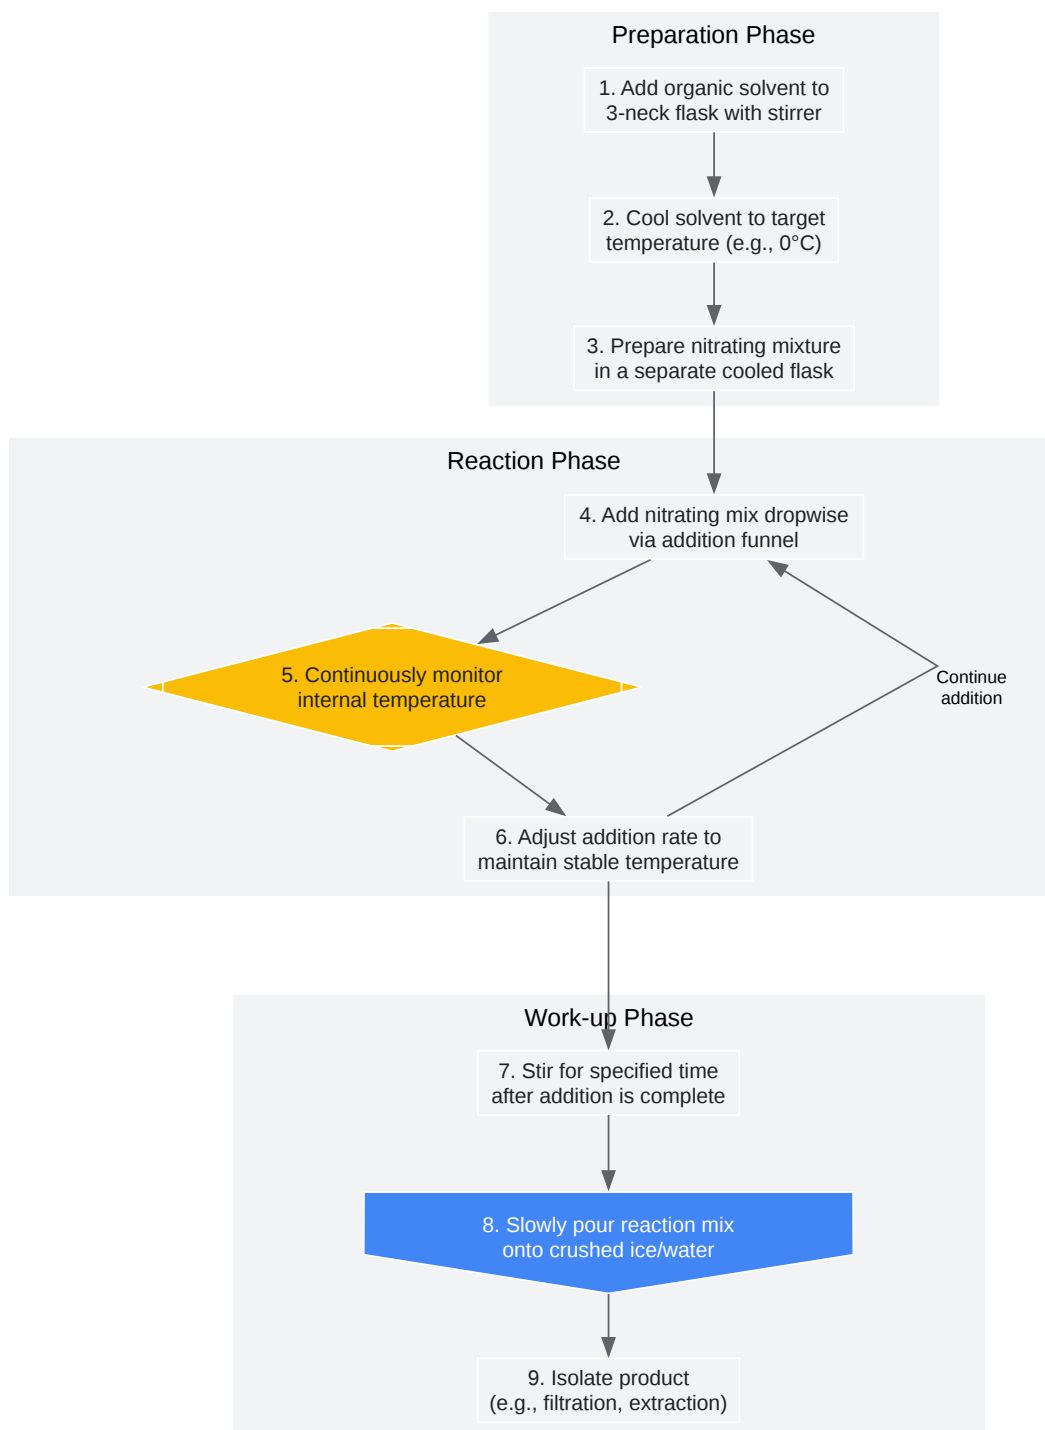 Preparation Phase
1. Add organic solvent to
3-neck flask with stirrer
2. Cool solvent to target
temperature (e.g., 0°C)
3. Prepare nitrating mixture
in a separate cooled flask
Reaction Phase
4. Add nitrating mix dropwise
via addition funnel
5. Continuously monitor
internal temperature
Continue
addition
6. Adjust addition rate to
maintain stable temperature
Work-up Phase
7. Stir for specified time
after addition is complete
8. Slowly pour reaction mix
onto crushed ice/water
9. Isolate product
(e.g., filtration, extraction)